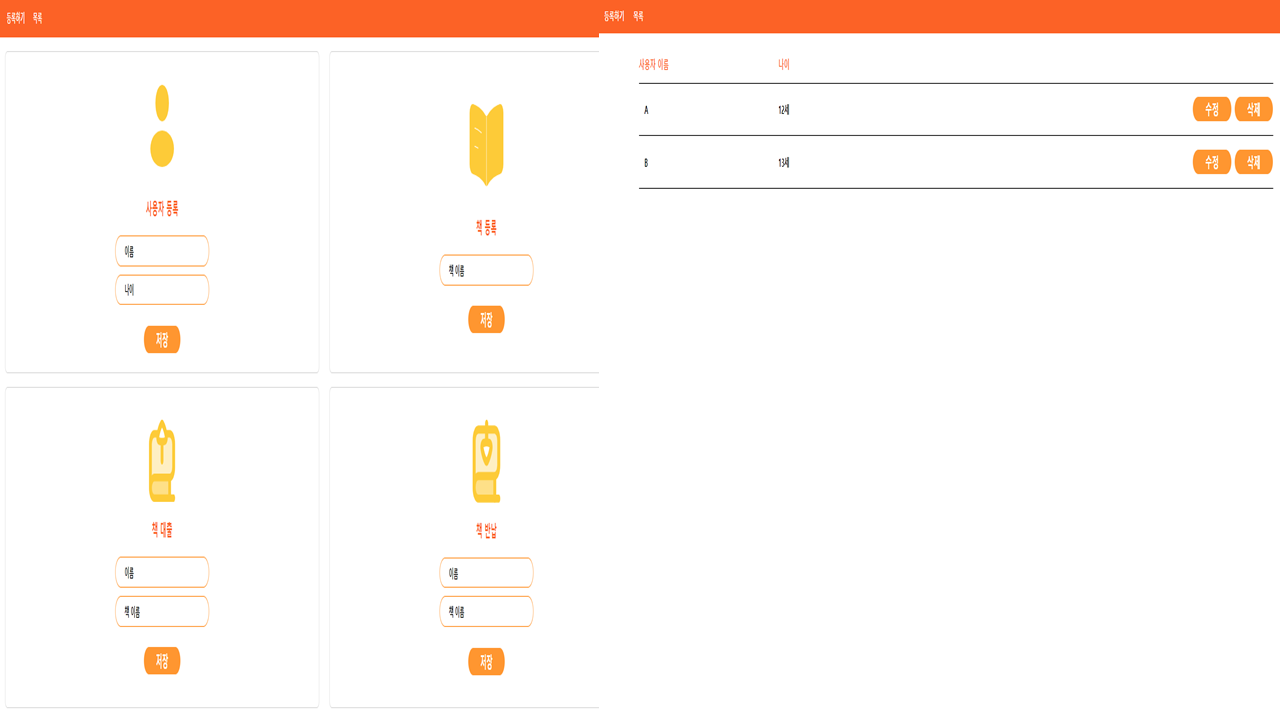 등록하기 목록
사용자 등록
이름
나이
저장
책 등록
책 이름
저장
책 대출
이름
책 이름
저장
책 반납
이름
책 이름
저장
등록하기 목록
사용자 이름 나이
A 12세 수정 삭제
B 13세 수정 삭제